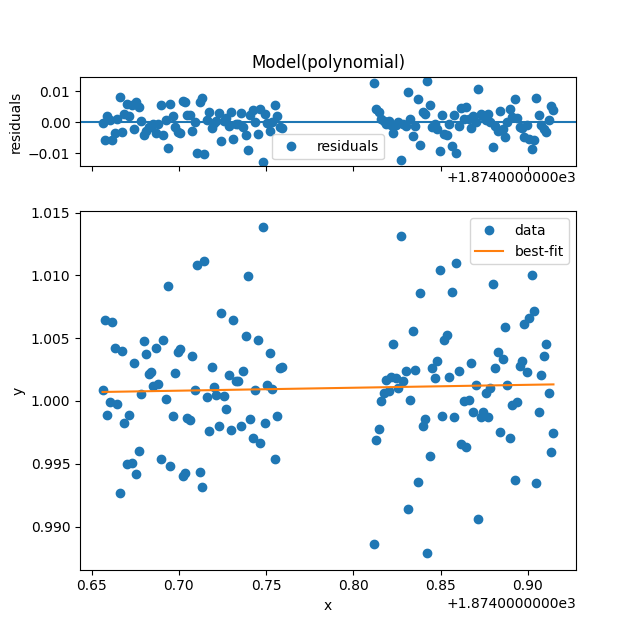 Model(polynomial)
0.01
0.00
−0.01
residuals
residuals
+1.8740000000e3
1.015
1.010
1.005
1.000
0.995
0.990
y
data
best-fit
0.65
0.70
0.75
0.80
0.85
0.90
x
+1.8740000000e3